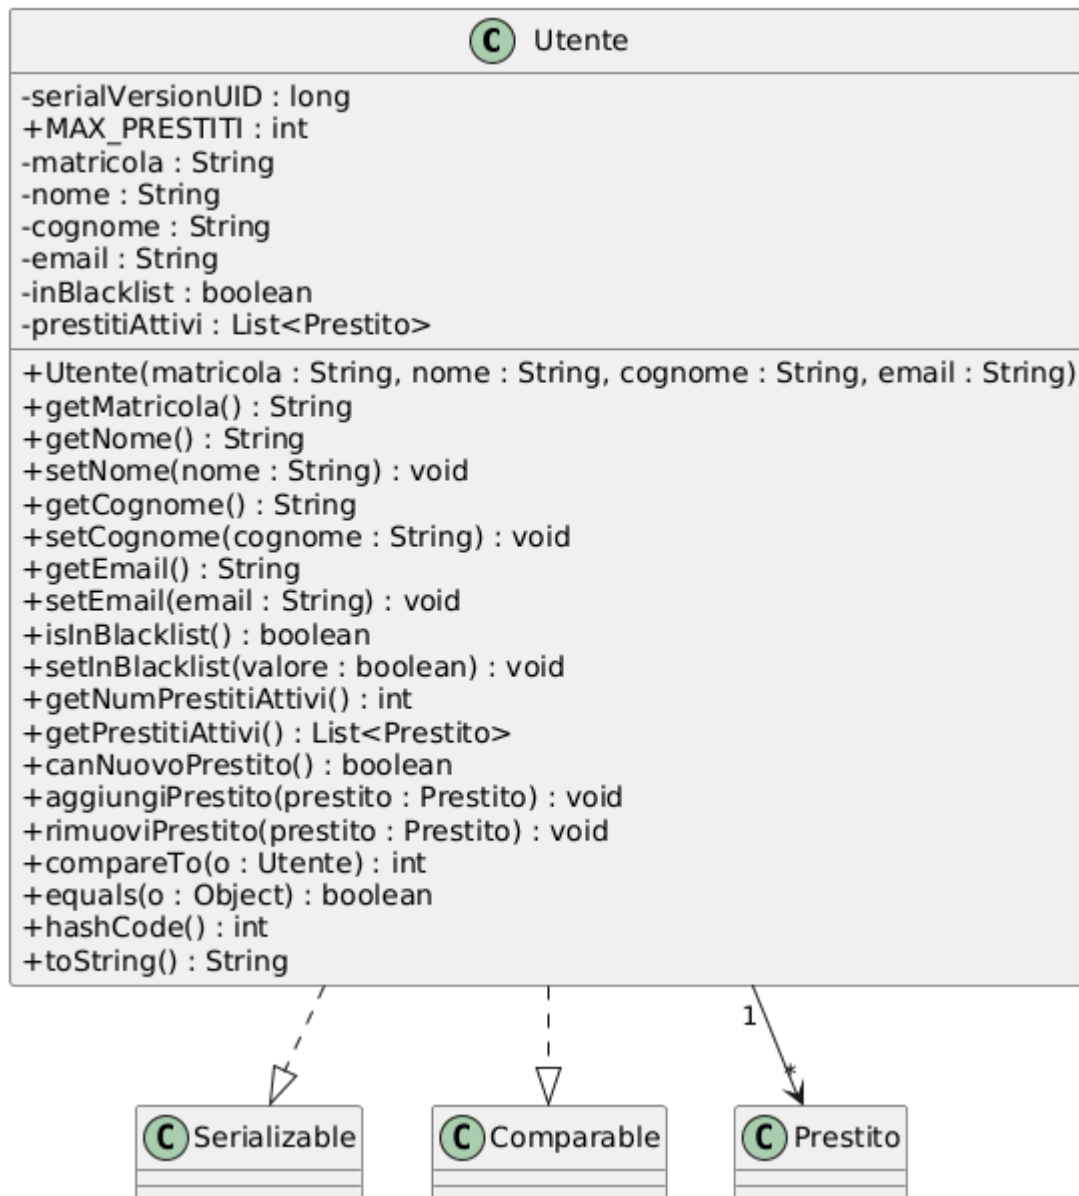 C Utente
-serialVersionUID : long
+MAX_PRESTITI : int
-matricola : String
-nome : String
-cognome : String
-email : String
-inBlacklist : boolean
-prestitiAttivi : List<Prestito>
+Utente(matricola : String, nome : String, cognome : String, email : String)
+getMatricola() : String
+getNome() : String
+setNome(nome : String) : void
+getCognome() : String
+setCognome(cognome : String) : void
+getEmail() : String
+setEmail(email : String) : void
+isInBlacklist() : boolean
+setInBlacklist(valore : boolean) : void
+getNumPrestitiAttivi() : int
+getPrestitiAttivi() : List<Prestito>
+canNuovoPrestito() : boolean
+aggiungiPrestito(prestito : Prestito) : void
+rimuoviPrestito(prestito : Prestito) : void
+compareTo(o : Utente) : int
+equals(o : Object) : boolean
+hashCode() : int
+toString() : String
1
*
C Serializable
C Comparable
C Prestito